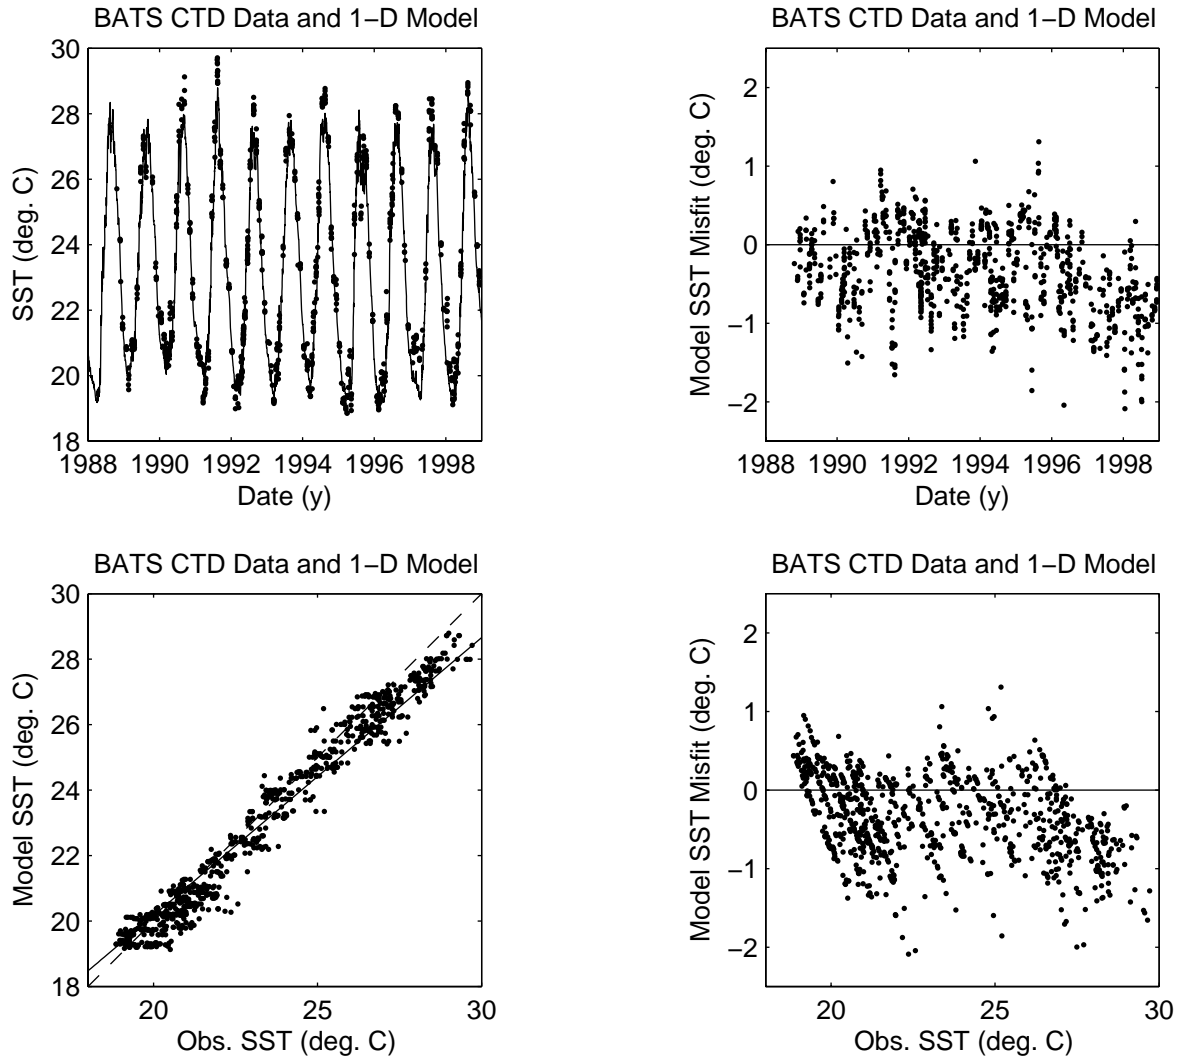 BATS CTD Data and 1−D Model
30
28
26
24
22
20
18
SST (deg. C)
1988 1990 1992 1994 1996 1998
Date (y)
BATS CTD Data and 1−D Model
2
1
0
−1
−2
Model SST Misfit (deg. C)
1988 1990 1992 1994 1996 1998
Date (y)
BATS CTD Data and 1−D Model
30
28
26
24
22
20
18
Model SST (deg. C)
20 25 30
Obs. SST (deg. C)
BATS CTD Data and 1−D Model
2
1
0
−1
−2
Model SST Misfit (deg. C)
20 25 30
Obs. SST (deg. C)